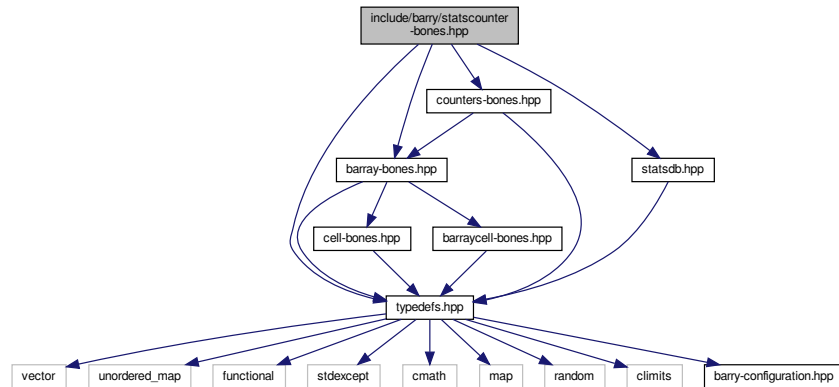 include/barry/statscounter
-bones.hpp
counters-bones.hpp
barray-bones.hpp
statsdb.hpp
cell-bones.hpp
barraycell-bones.hpp
typedefs.hpp
vector
unordered_map
functional
stdexcept
cmath
map
random
climits
barry-configuration.hpp